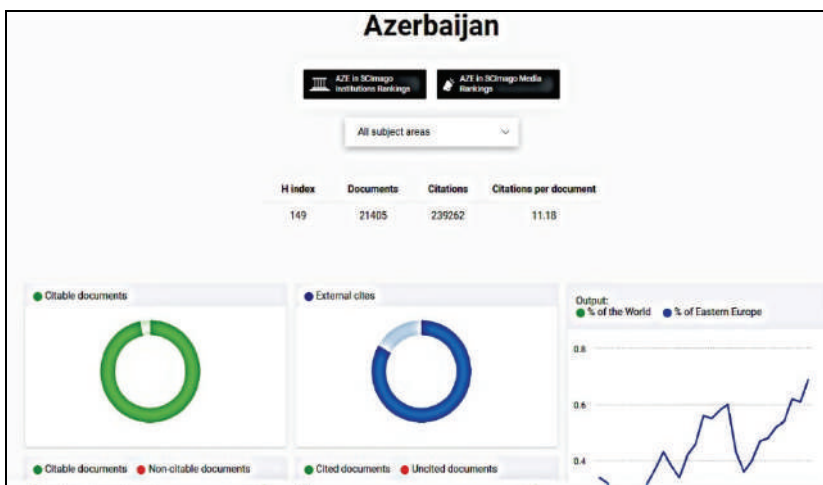 Azerbaijan
AZE in SCImago
Institutions Rankings
AZE in SCImago Media
Rankings
All subject areas
H index Documents Citations Citations per document
149 21405 239262 11.18
Citable documents
External cites
Output:
% of the World % of Eastern Europe
0.8
0.6
0.4
Citable documents Non-citable documents
Cited documents Uncited documents